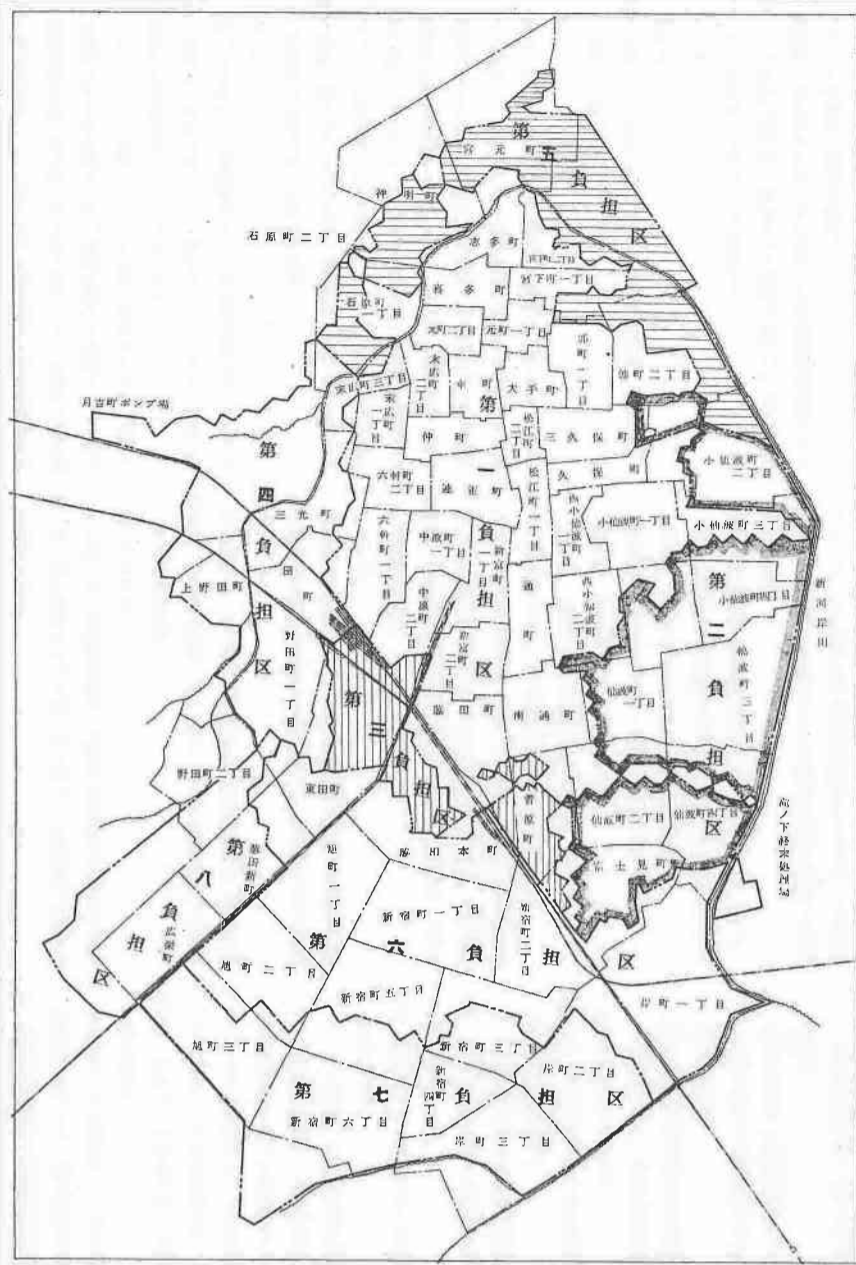 第五負担区
宮元町
神明町
石原町二丁目
志多町
宮下町二丁目
宮下町一丁目
喜多町
石原町一丁目
元町二丁目
元町一丁目
末広町三丁目
末広町二丁目
幸町
大手町
末広町一丁目
仲町
松江町二丁目
三久保町
月吉町ポンプ場
第一負担区
六軒町二丁目
連雀町
松江町一丁目
久保町
小仙波町二丁目
小仙波町三丁目
第四負担区
三光町
六軒町一丁目
中原町一丁目
新富町一丁目
西小仙波町一丁目
小仙波町一丁目
上野田町
田町
中原町二丁目
通町
西小仙波町二丁目
第二負担区
小仙波町四丁目
新河岸川
野田町一丁目
新富町二丁目
仙波町一丁目
仙波町三丁目
第三負担区
脇田町
南通町
野田町二丁目
東田町
菅原町
仙波町二丁目
仙波町四丁目
富士見町
第八負担区
脇田新町
広栄町
旭町一丁目
脇田本町
新宿町一丁目
新宿町二丁目
第六負担区
旭町二丁目
新宿町五丁目
岸町一丁目
旭町三丁目
新宿町三丁目
岸町二丁目
第七負担区
新宿町四丁目
新宿町六丁目
岸町三丁目